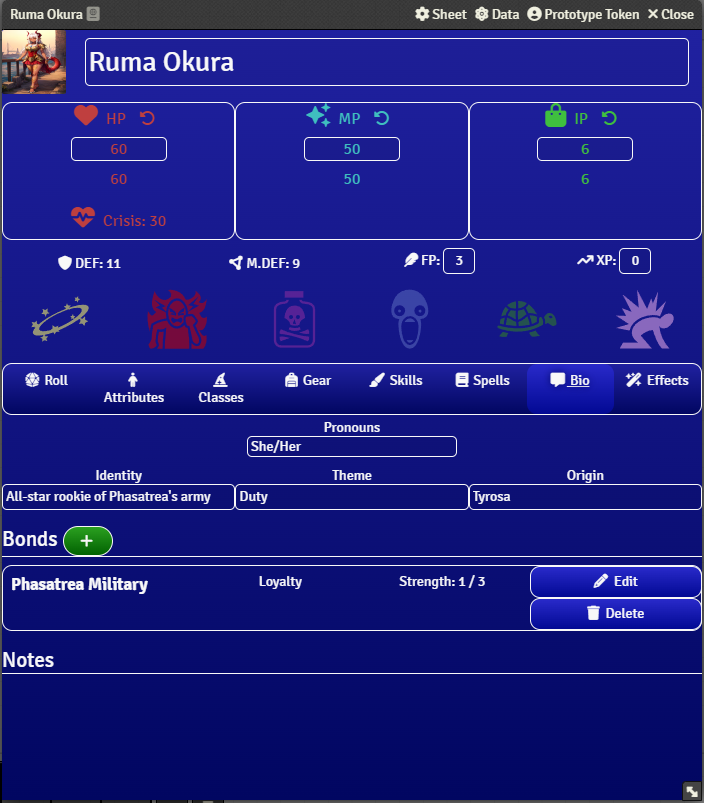 Ruma Okura
Sheet Data Prototype Token Close
Ruma Okura
HP MP IP
60 50 6
60 50 6
Crisis: 30
DEF: 11 M.DEF: 9 FP: 3 XP: 0
Roll Attributes Classes Gear Skills Spells Bio Effects
Pronouns
She/Her
Identity Theme Origin
All-star rookie of Phasatrea's army Duty Tyrosa
Bonds +
Phasatrea Military Loyalty Strength: 1 / 3 Edit
Delete
Notes